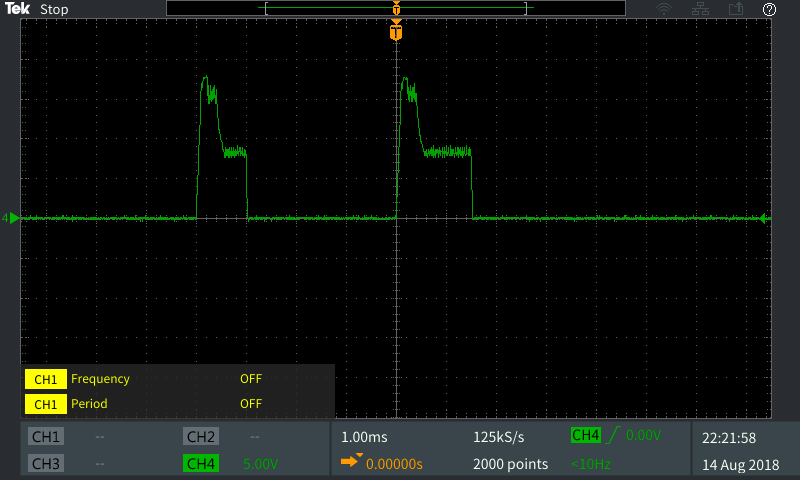 Tek Stop
T
T
?
4
CH1 Frequency OFF
CH1 Period OFF
CH1 -- CH2 -- 1.00ms 125kS/s CH4 0.00V 22:21:58
CH3 -- CH4 5.00V 0.00000s 2000 points <10Hz 14 Aug 2018